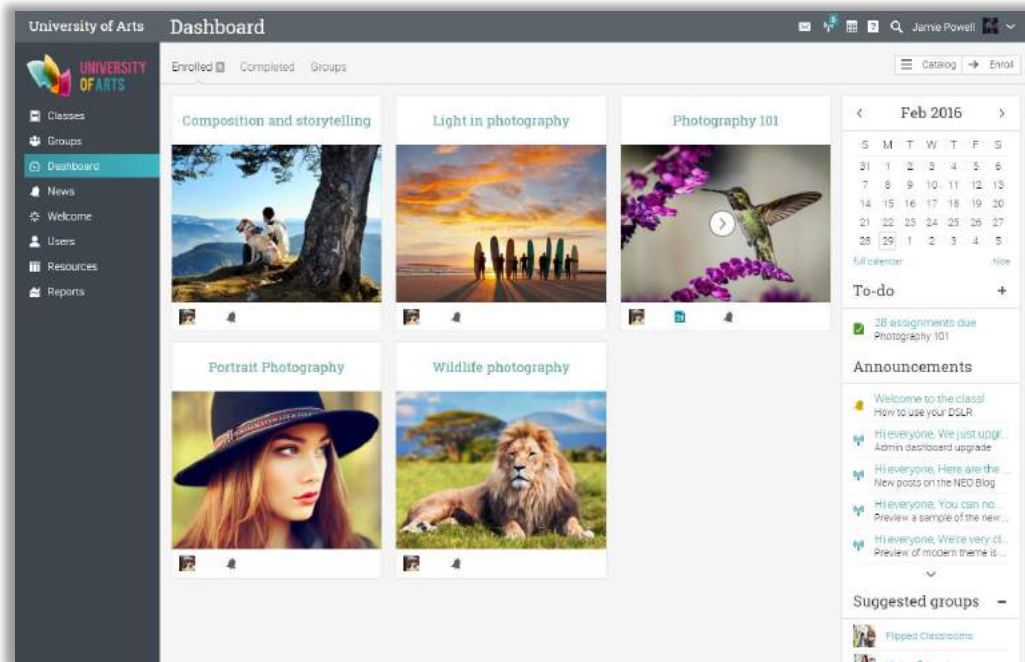 University of Arts
Dashboard
5
?
Jamie Powell
UNIVERSITY
OF ARTS
Classes
Groups
Dashboard
News
Welcome
Users
Resources
Reports
Enrolled
Completed
Groups
Catalog
Enroll
Composition and storytelling
Light in photography
Photography 101
28
Portrait Photography
Wildlife photography
Feb 2016
S M T W T F S
31 1 2 3 4 5 6
7 8 9 10 11 12 13
14 15 16 17 18 19 20
21 22 23 24 25 26 27
28 29 1 2 3 4 5
full calendar hide
To-do +
28 assignments due
Photography 101
Announcements
Welcome to the class!
How to use your DSLR
Hi everyone, We just upgr...
Admin dashboard upgrade
Hi everyone, Here are the ...
New posts on the NEO Blog
Hi everyone, You can no...
Preview a sample of the new ...
Hi everyone, We're very cl...
Preview of modern theme is ...
Suggested groups −
Flipped Classrooms